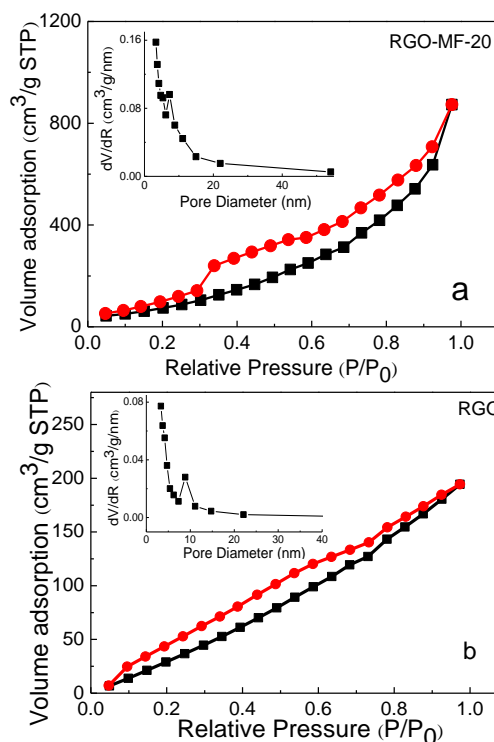 1200
800
400
0
Volume adsorption (cm³/g STP)
0.16
0.08
0.00
dV/dR (cm³/g/nm)
0 20 40
Pore Diameter (nm)
RGO-MF-20
a
0.0 0.2 0.4 0.6 0.8 1.0
Relative Pressure (P/P₀)
250
200
150
100
50
0
Volume adsorption (cm³/g STP)
0.08
0.04
0.00
dV/dR (cm³/g/nm)
0 10 20 30 40
Pore Diameter (nm)
RGO
b
0.0 0.2 0.4 0.6 0.8 1.0
Relative Pressure (P/P₀)